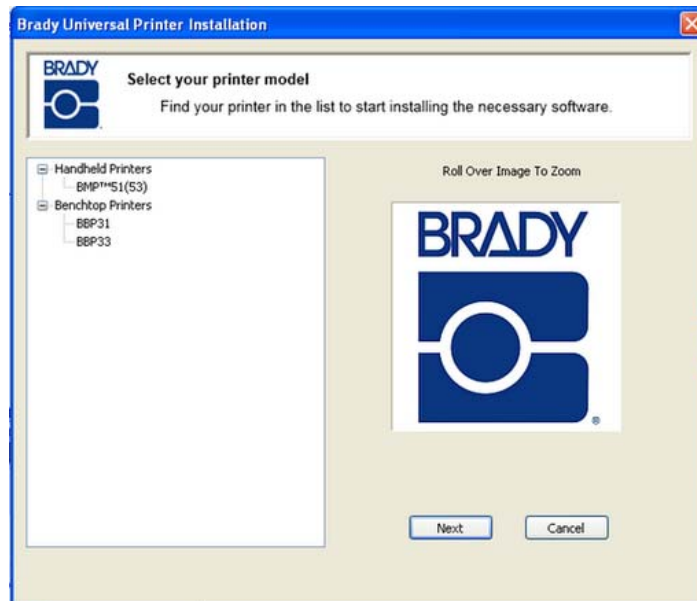 Brady Universal Printer Installation
BRADY
Select your printer model
Find your printer in the list to start installing the necessary software.
Handheld Printers
BMP™51(53)
Benchtop Printers
BBP31
BBP33
Roll Over Image To Zoom
BRADY
®
Next
Cancel